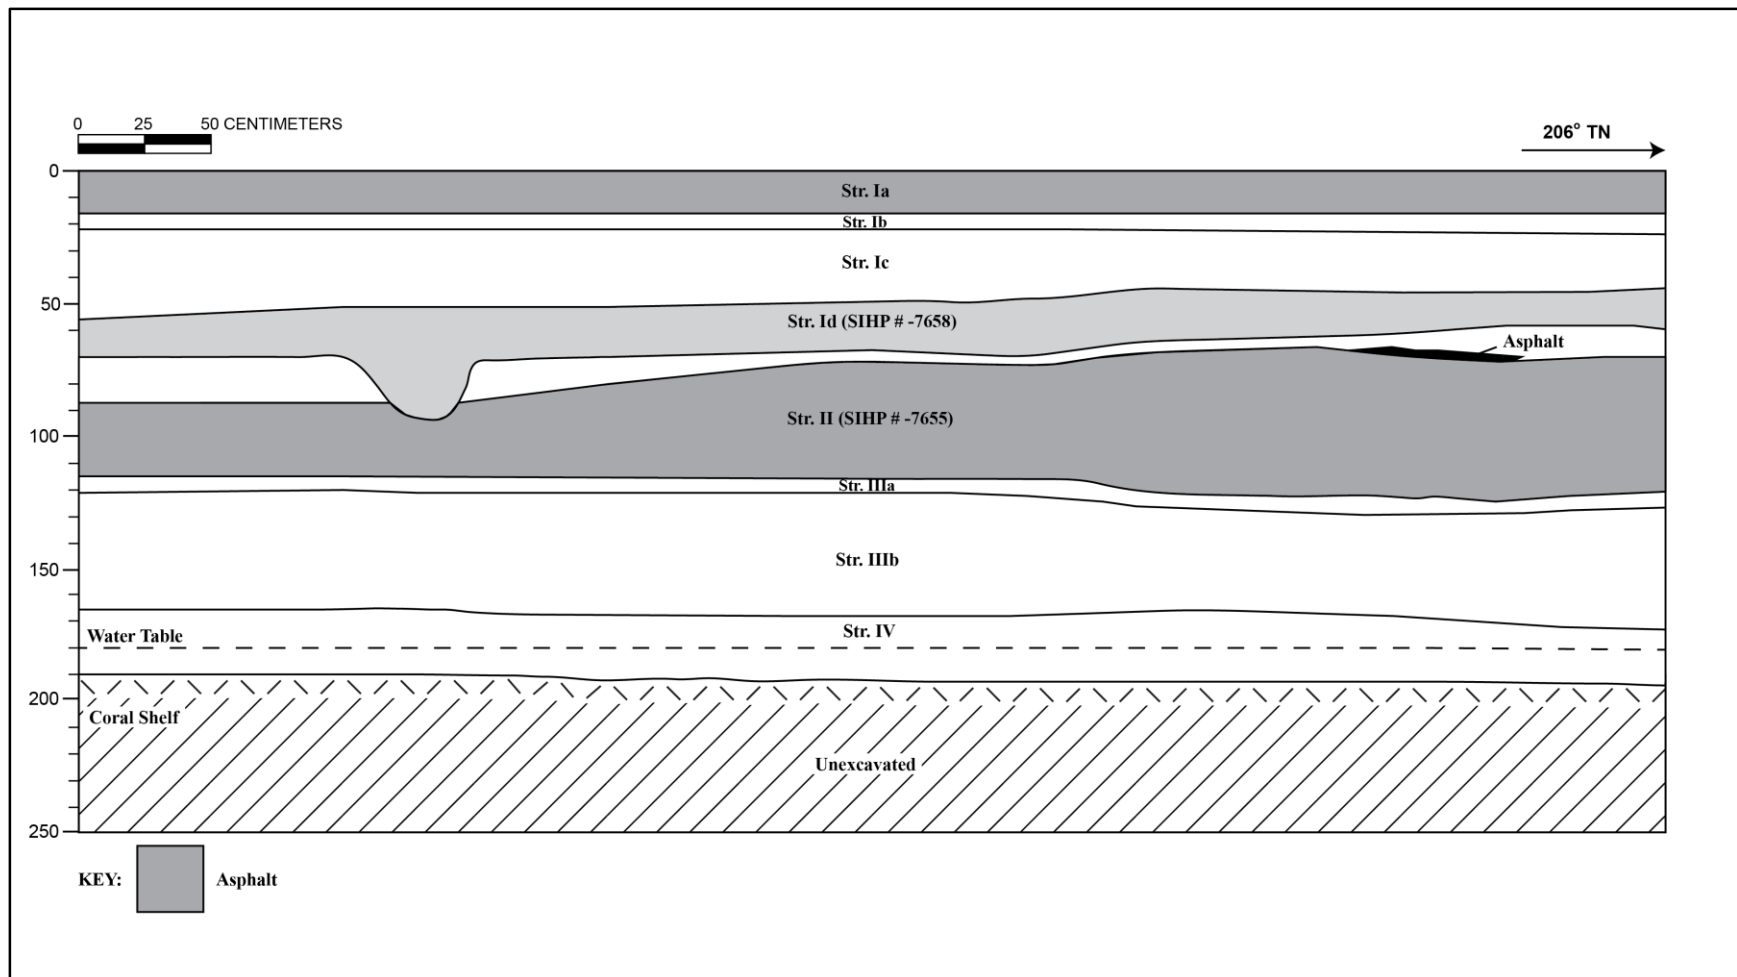 0 25 50 CENTIMETERS
206° TN
0
Str. Ia
Str. Ib
Str. Ic
50
Str. Id (SIHP # -7658)
Asphalt
Str. II (SIHP # -7655)
100
Str. IIIa
Str. IIIb
150
Str. IV
Water Table
200
Coral Shelf
Unexcavated
250
KEY: Asphalt